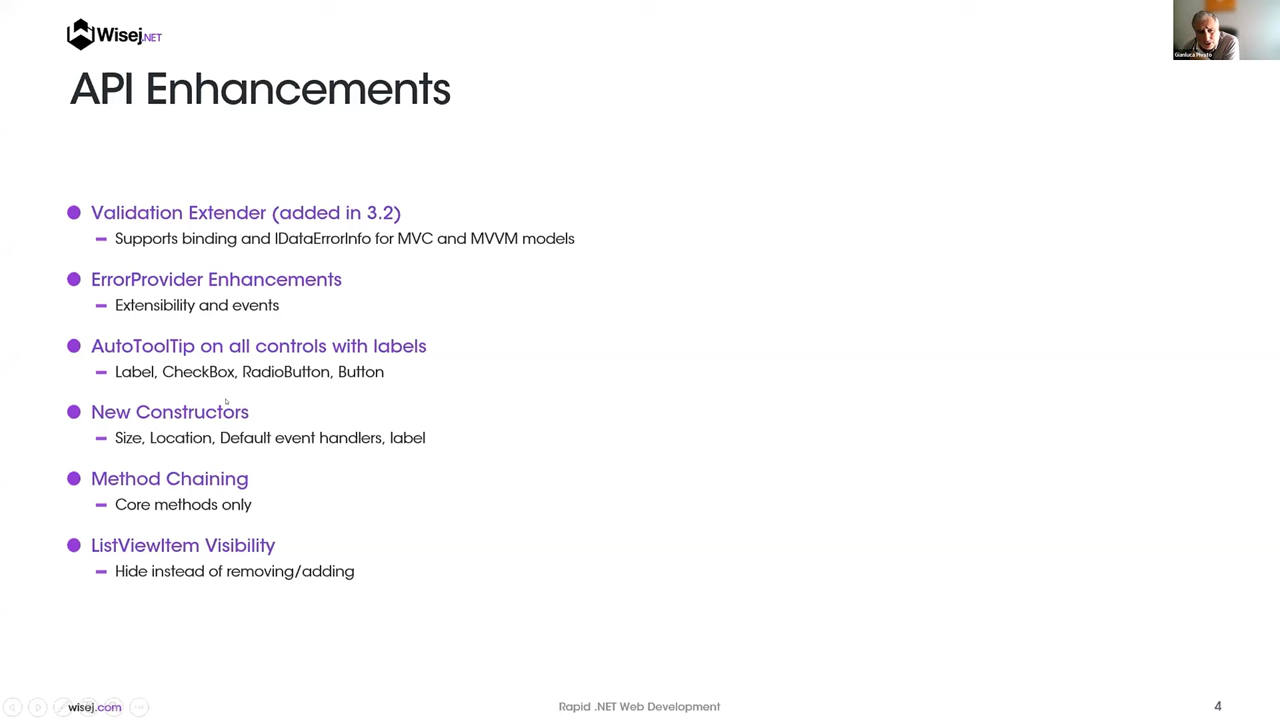 Wisej.NET
Gianluca Pivato
API Enhancements
Validation Extender (added in 3.2)
Supports binding and IDataErrorInfo for MVC and MVVM models
ErrorProvider Enhancements
Extensibility and events
AutoToolTip on all controls with labels
Label, CheckBox, RadioButton, Button
New Constructors
Size, Location, Default event handlers, label
Method Chaining
Core methods only
ListViewItem Visibility
Hide instead of removing/adding
wisej.com
Rapid .NET Web Development
4